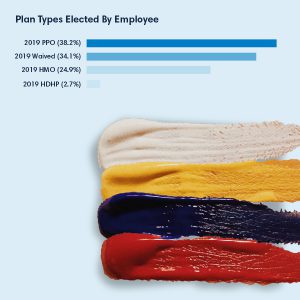 Plan Types Elected By Employee
2019 PPO (38.2%)
2019 Waived (34.1%)
2019 HMO (24.9%)
2019 HDHP (2.7%)